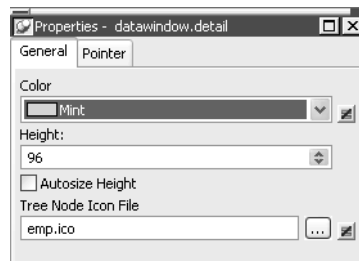 Properties - datawindow.detail
General Pointer
Color
Mint
Height:
96
Autosize Height
Tree Node Icon File
emp.ico
...